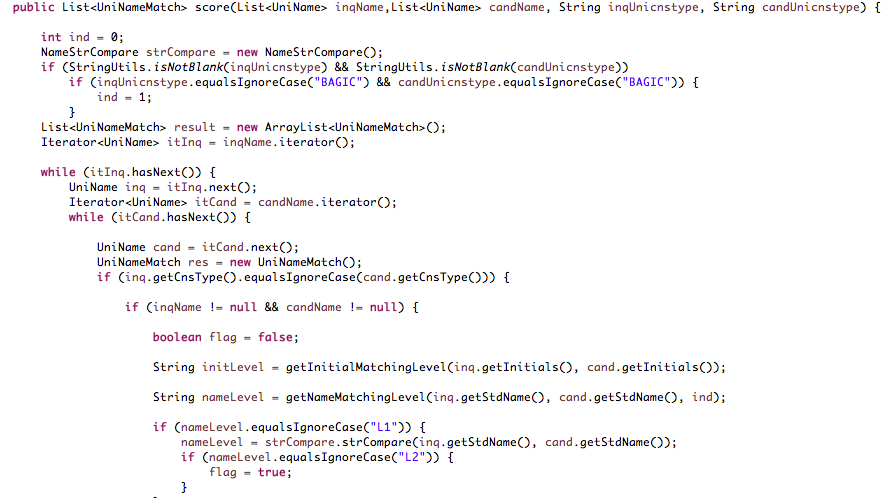 public List<UniNameMatch> score(List<UniName> inqName,List<UniName> candName, String inqUnicnstype, String candUnicnstype) {
int ind = 0;
NameStrCompare strCompare = new NameStrCompare();
if (StringUtils.isNotBlank(inqUnicnstype) && StringUtils.isNotBlank(candUnicnstype))
if (inqUnicnstype.equalsIgnoreCase("BAGIC") && candUnicnstype.equalsIgnoreCase("BAGIC")) {
ind = 1;
}
List<UniNameMatch> result = new ArrayList<UniNameMatch>();
Iterator<UniName> itInq = inqName.iterator();
while (itInq.hasNext()) {
UniName inq = itInq.next();
Iterator<UniName> itCand = candName.iterator();
while (itCand.hasNext()) {
UniName cand = itCand.next();
UniNameMatch res = new UniNameMatch();
if (inq.getCnsType().equalsIgnoreCase(cand.getCnsType())) {
if (inqName != null && candName != null) {
boolean flag = false;
String initLevel = getInitialMatchingLevel(inq.getInitials(), cand.getInitials());
String nameLevel = getNameMatchingLevel(inq.getStdName(), cand.getStdName(), ind);
if (nameLevel.equalsIgnoreCase("L1")) {
nameLevel = strCompare.strCompare(inq.getStdName(), cand.getStdName());
if (nameLevel.equalsIgnoreCase("L2")) {
flag = true;
}